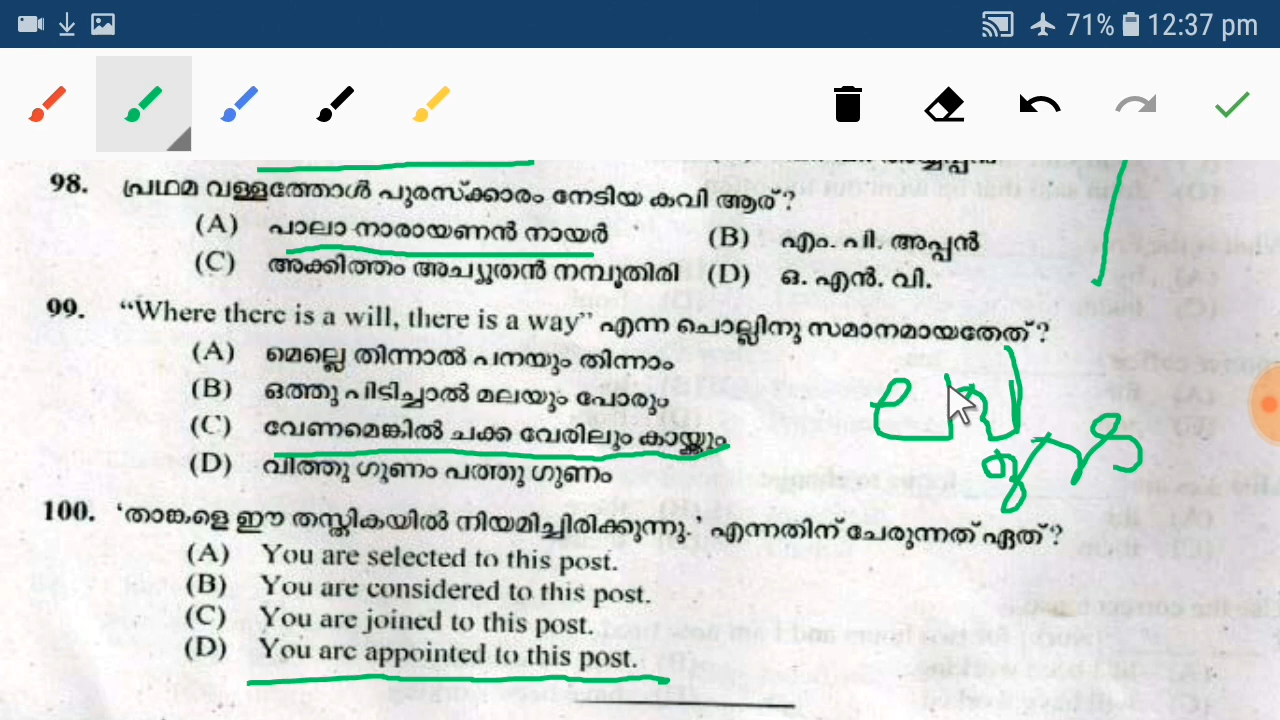 71% 12:37 pm
98. പ്രഥമ വള്ളത്തോൾ പുരസ്ക്കാരം നേടിയ കവി ആര് ?
(A) പാലാ നാരായണൻ നായർ (B) എം. പി. അപ്പൻ
(C) അക്കിത്തം അച്യുതൻ നമ്പൂതിരി (D) ഒ. എൻ. വി.
99. “Where there is a will, there is a way” എന്ന ചൊല്ലിനു സമാനമായതേത് ?
(A) മെല്ലെ തിന്നാൽ പനയും തിന്നാം
(B) ഒത്തു പിടിച്ചാൽ മലയും പോരും
(C) വേണമെങ്കിൽ ചക്ക വേരിലും കായ്ക്കും
(D) വിത്തു ഗുണം പത്തു ഗുണം
100. ‘താങ്കളെ ഈ തസ്തികയിൽ നിയമിച്ചിരിക്കുന്നു.’ എന്നതിന് ചേരുന്നത് ഏത് ?
(A) You are selected to this post.
(B) You are considered to this post.
(C) You are joined to this post.
(D) You are appointed to this post.